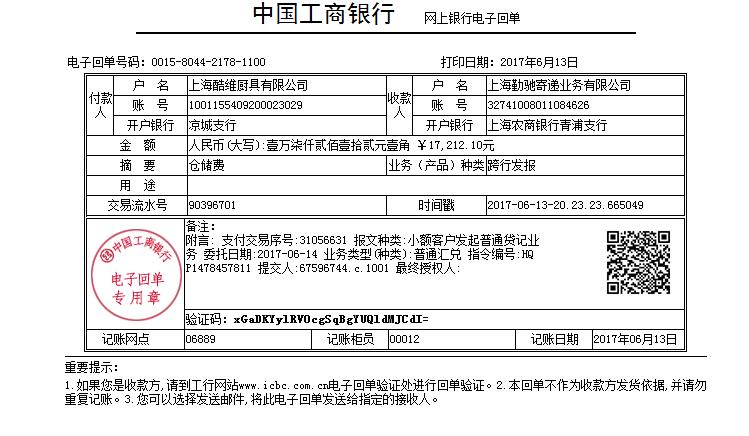 中国工商银行 网上银行电子回单
电子回单号码：0015-8044-2178-1100 打印日期：2017年6月13日
付款人 户 名 上海酷维厨具有限公司 收款人 户 名 上海勤驰寄递业务有限公司
账 号 1001155409200023029 账 号 32741008011084626
开户银行 凉城支行 开户银行 上海农商银行青浦支行
金 额 人民币(大写):壹万柒仟贰佰壹拾贰元壹角 ￥17,212.10元
摘 要 仓储费 业务（产品）种类 跨行发报
用 途
交易流水号 90396701 时间戳 2017-06-13-20.23.23.665049
中国工商银行
电子回单
专用章
备注：
附言: 支付交易序号:31056631 报文种类:小额客户发起普通贷记业
务 委托日期:2017-06-14 业务类型(种类):普通汇兑 指令编号:HQ
P1478457811 提交人:67596744.c.1001 最终授权人:
验证码：xGaDKYylRVOcgSqBgYUQldMJCdI=
记账网点 06889 记账柜员 00012 记账日期 2017年06月13日
重要提示：
1.如果您是收款方,请到工行网站www.icbc.com.cn电子回单验证处进行回单验证。2.本回单不作为收款方发货依据,并请勿
重复记账。3.您可以选择发送邮件,将此电子回单发送给指定的接收人。